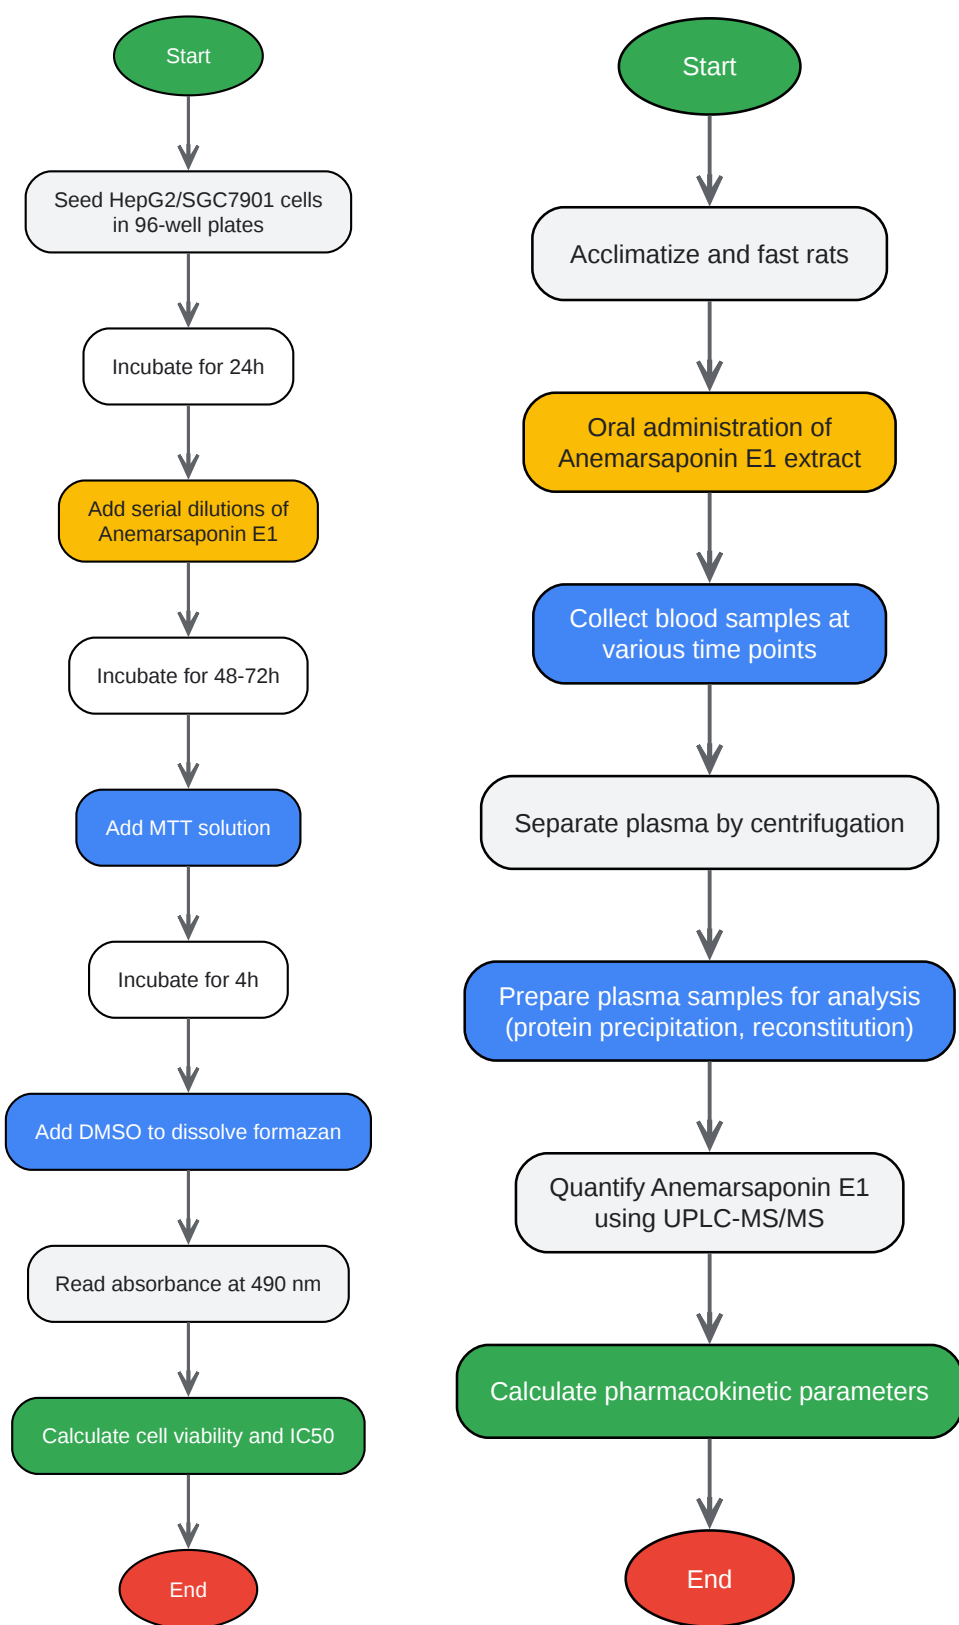 Start
Seed HepG2/SGC7901 cells
in 96-well plates
Incubate for 24h
Add serial dilutions of
Anemarsaponin E1
Incubate for 48-72h
Add MTT solution
Incubate for 4h
Add DMSO to dissolve formazan
Read absorbance at 490 nm
Calculate cell viability and IC50
End
Start
Acclimatize and fast rats
Oral administration of
Anemarsaponin E1 extract
Collect blood samples at
various time points
Separate plasma by centrifugation
Prepare plasma samples for analysis
(protein precipitation, reconstitution)
Quantify Anemarsaponin E1
using UPLC-MS/MS
Calculate pharmacokinetic parameters
End